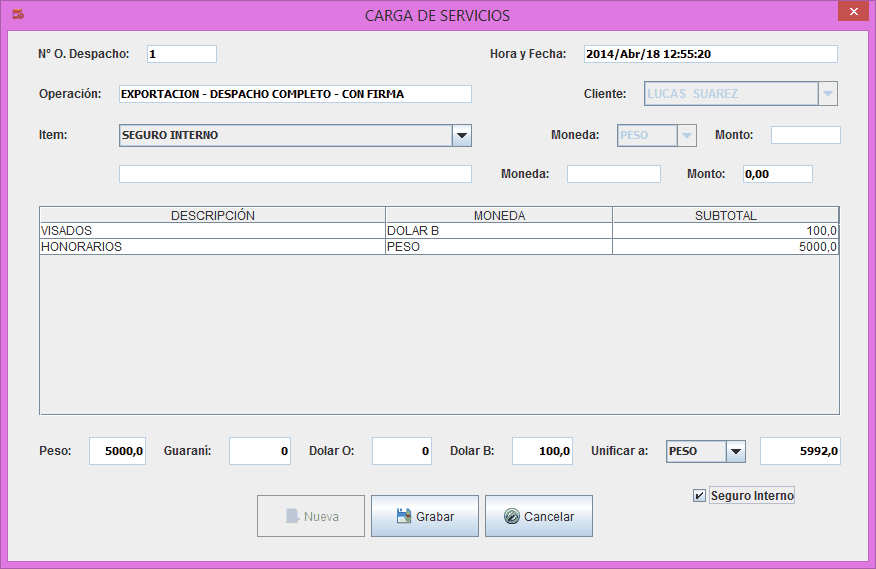 CARGA DE SERVICIOS
Nº O. Despacho: 1 Hora y Fecha: 2014/Abr/18 12:55:20
Operación: EXPORTACION - DESPACHO COMPLETO - CON FIRMA Cliente: LUCAS SUAREZ
Item: SEGURO INTERNO Moneda: PESO Monto:
Moneda: Monto: 0,00
DESCRIPCIÓN MONEDA SUBTOTAL
VISADOS DOLAR B 100,0
HONORARIOS PESO 5000,0
Peso: 5000,0 Guaraní: 0 Dolar O: 0 Dolar B: 100,0 Unificar a: PESO 5992,0
Seguro Interno
Nueva Grabar Cancelar